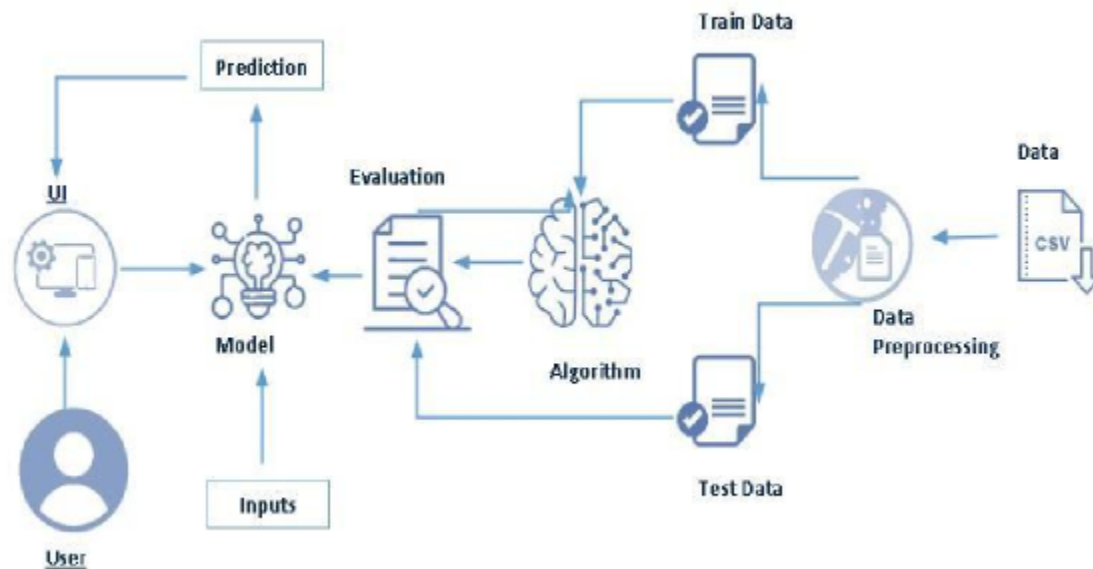 Train Data
Prediction
Data
Evaluation
UI
CSV
Model
Data
Preprocessing
Algorithm
Inputs
Test Data
User